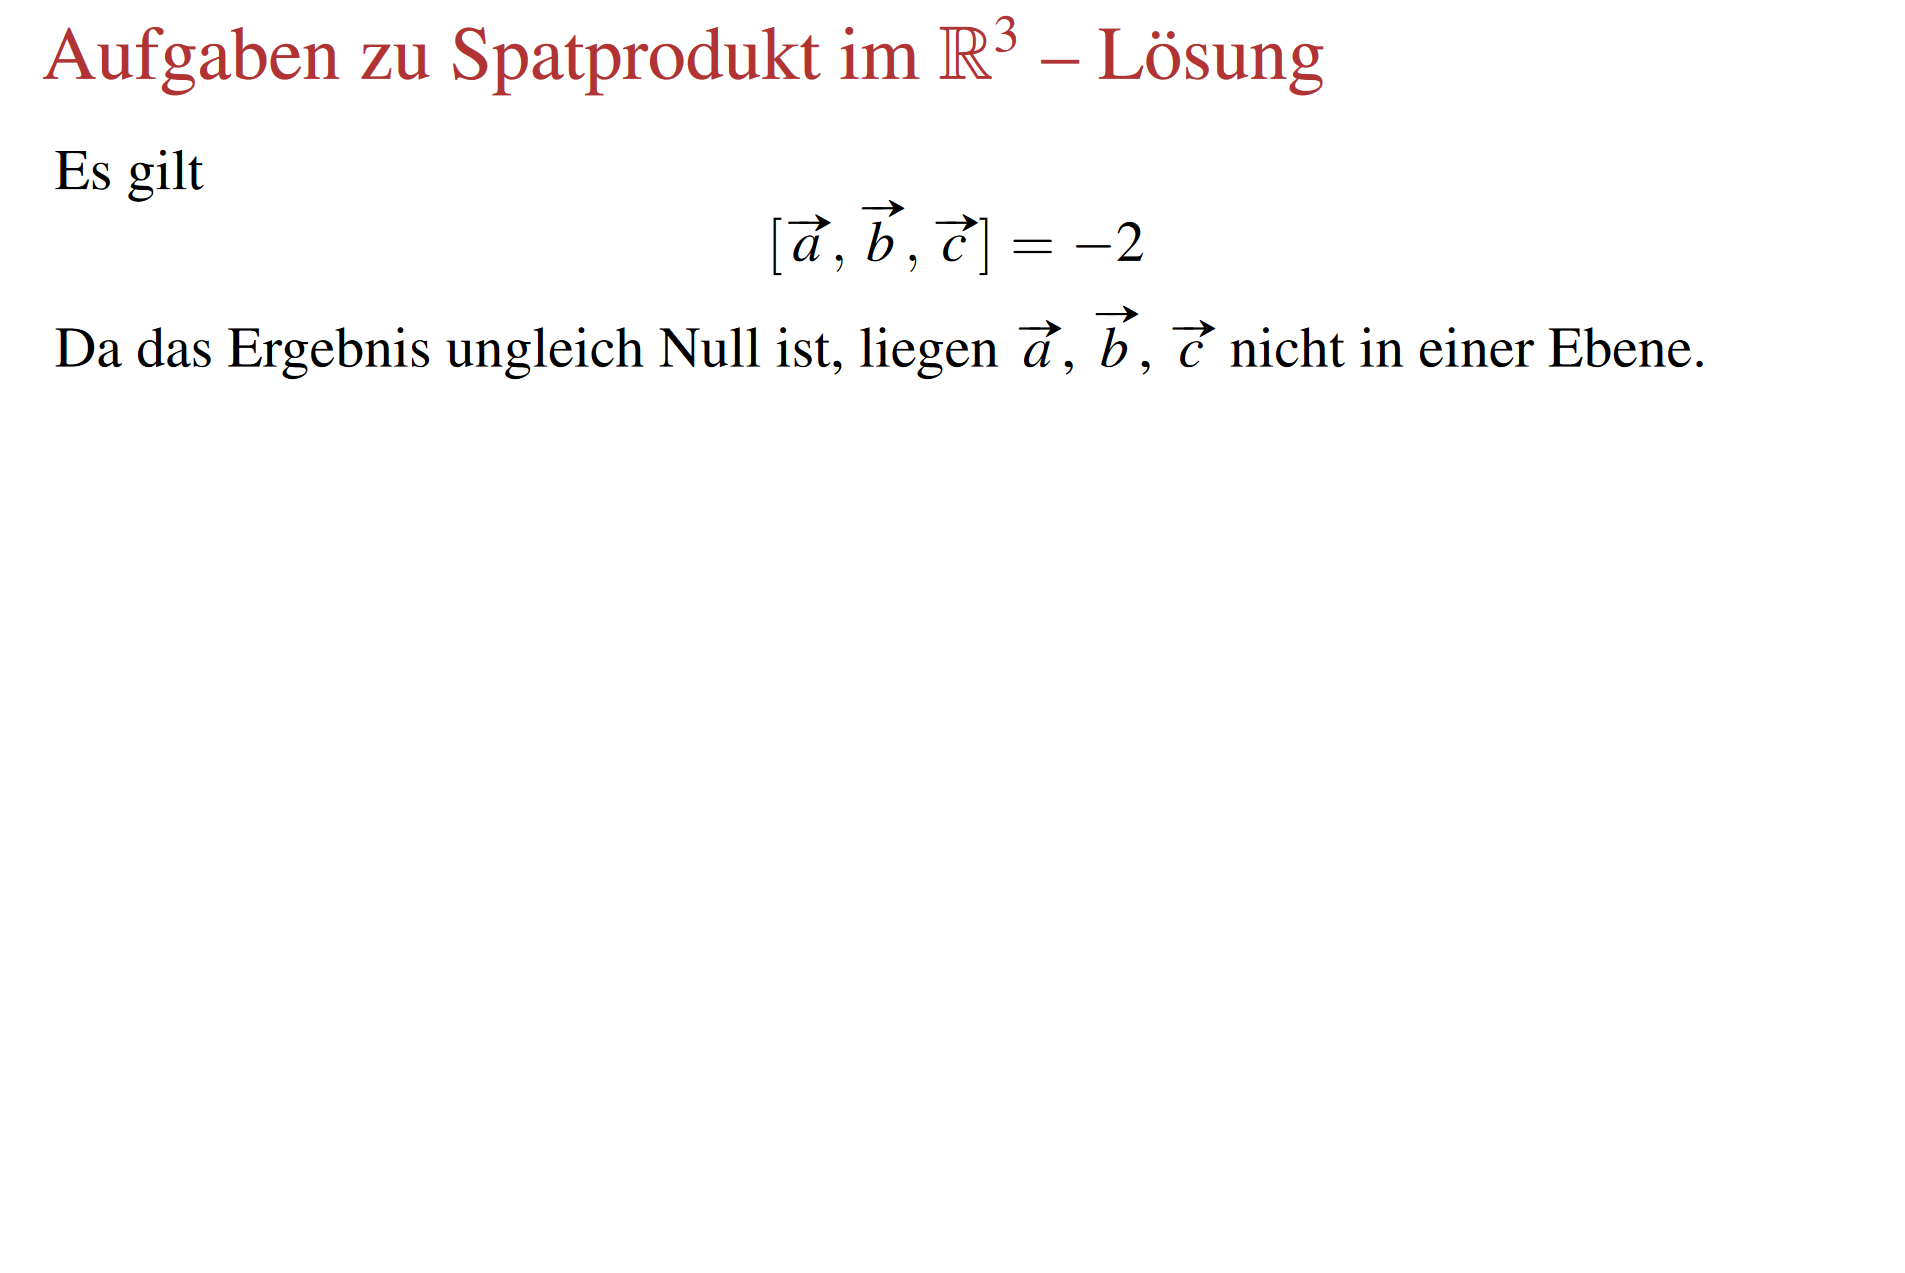 Aufgaben zu Spatprodukt im ℝ³ – Lösung
Es gilt
[a⃗, b⃗, c⃗] = −2
Da das Ergebnis ungleich Null ist, liegen a⃗, b⃗, c⃗ nicht in einer Ebene.